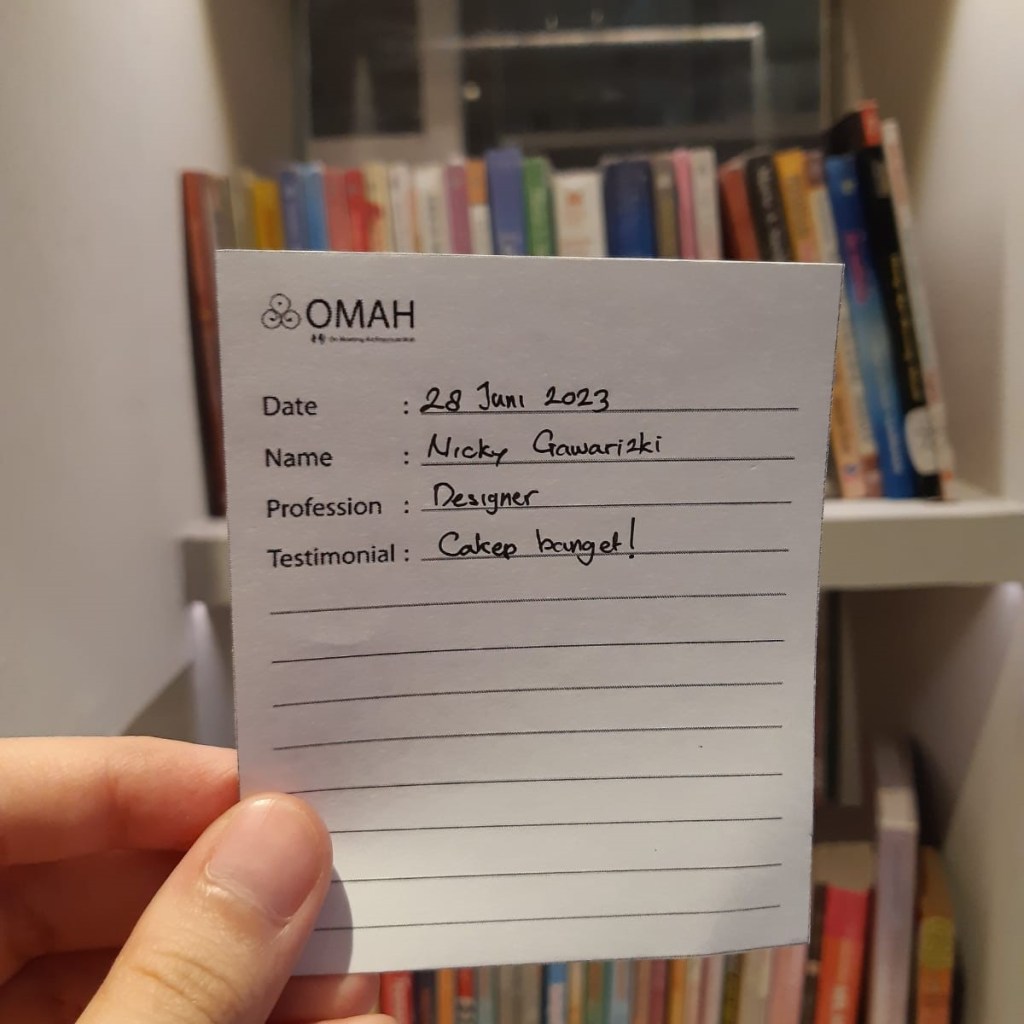 OMAH
Date : 28 Juni 2023
Name : Nicky Gawarizki
Profession : Designer
Testimonial : Cakep banget!